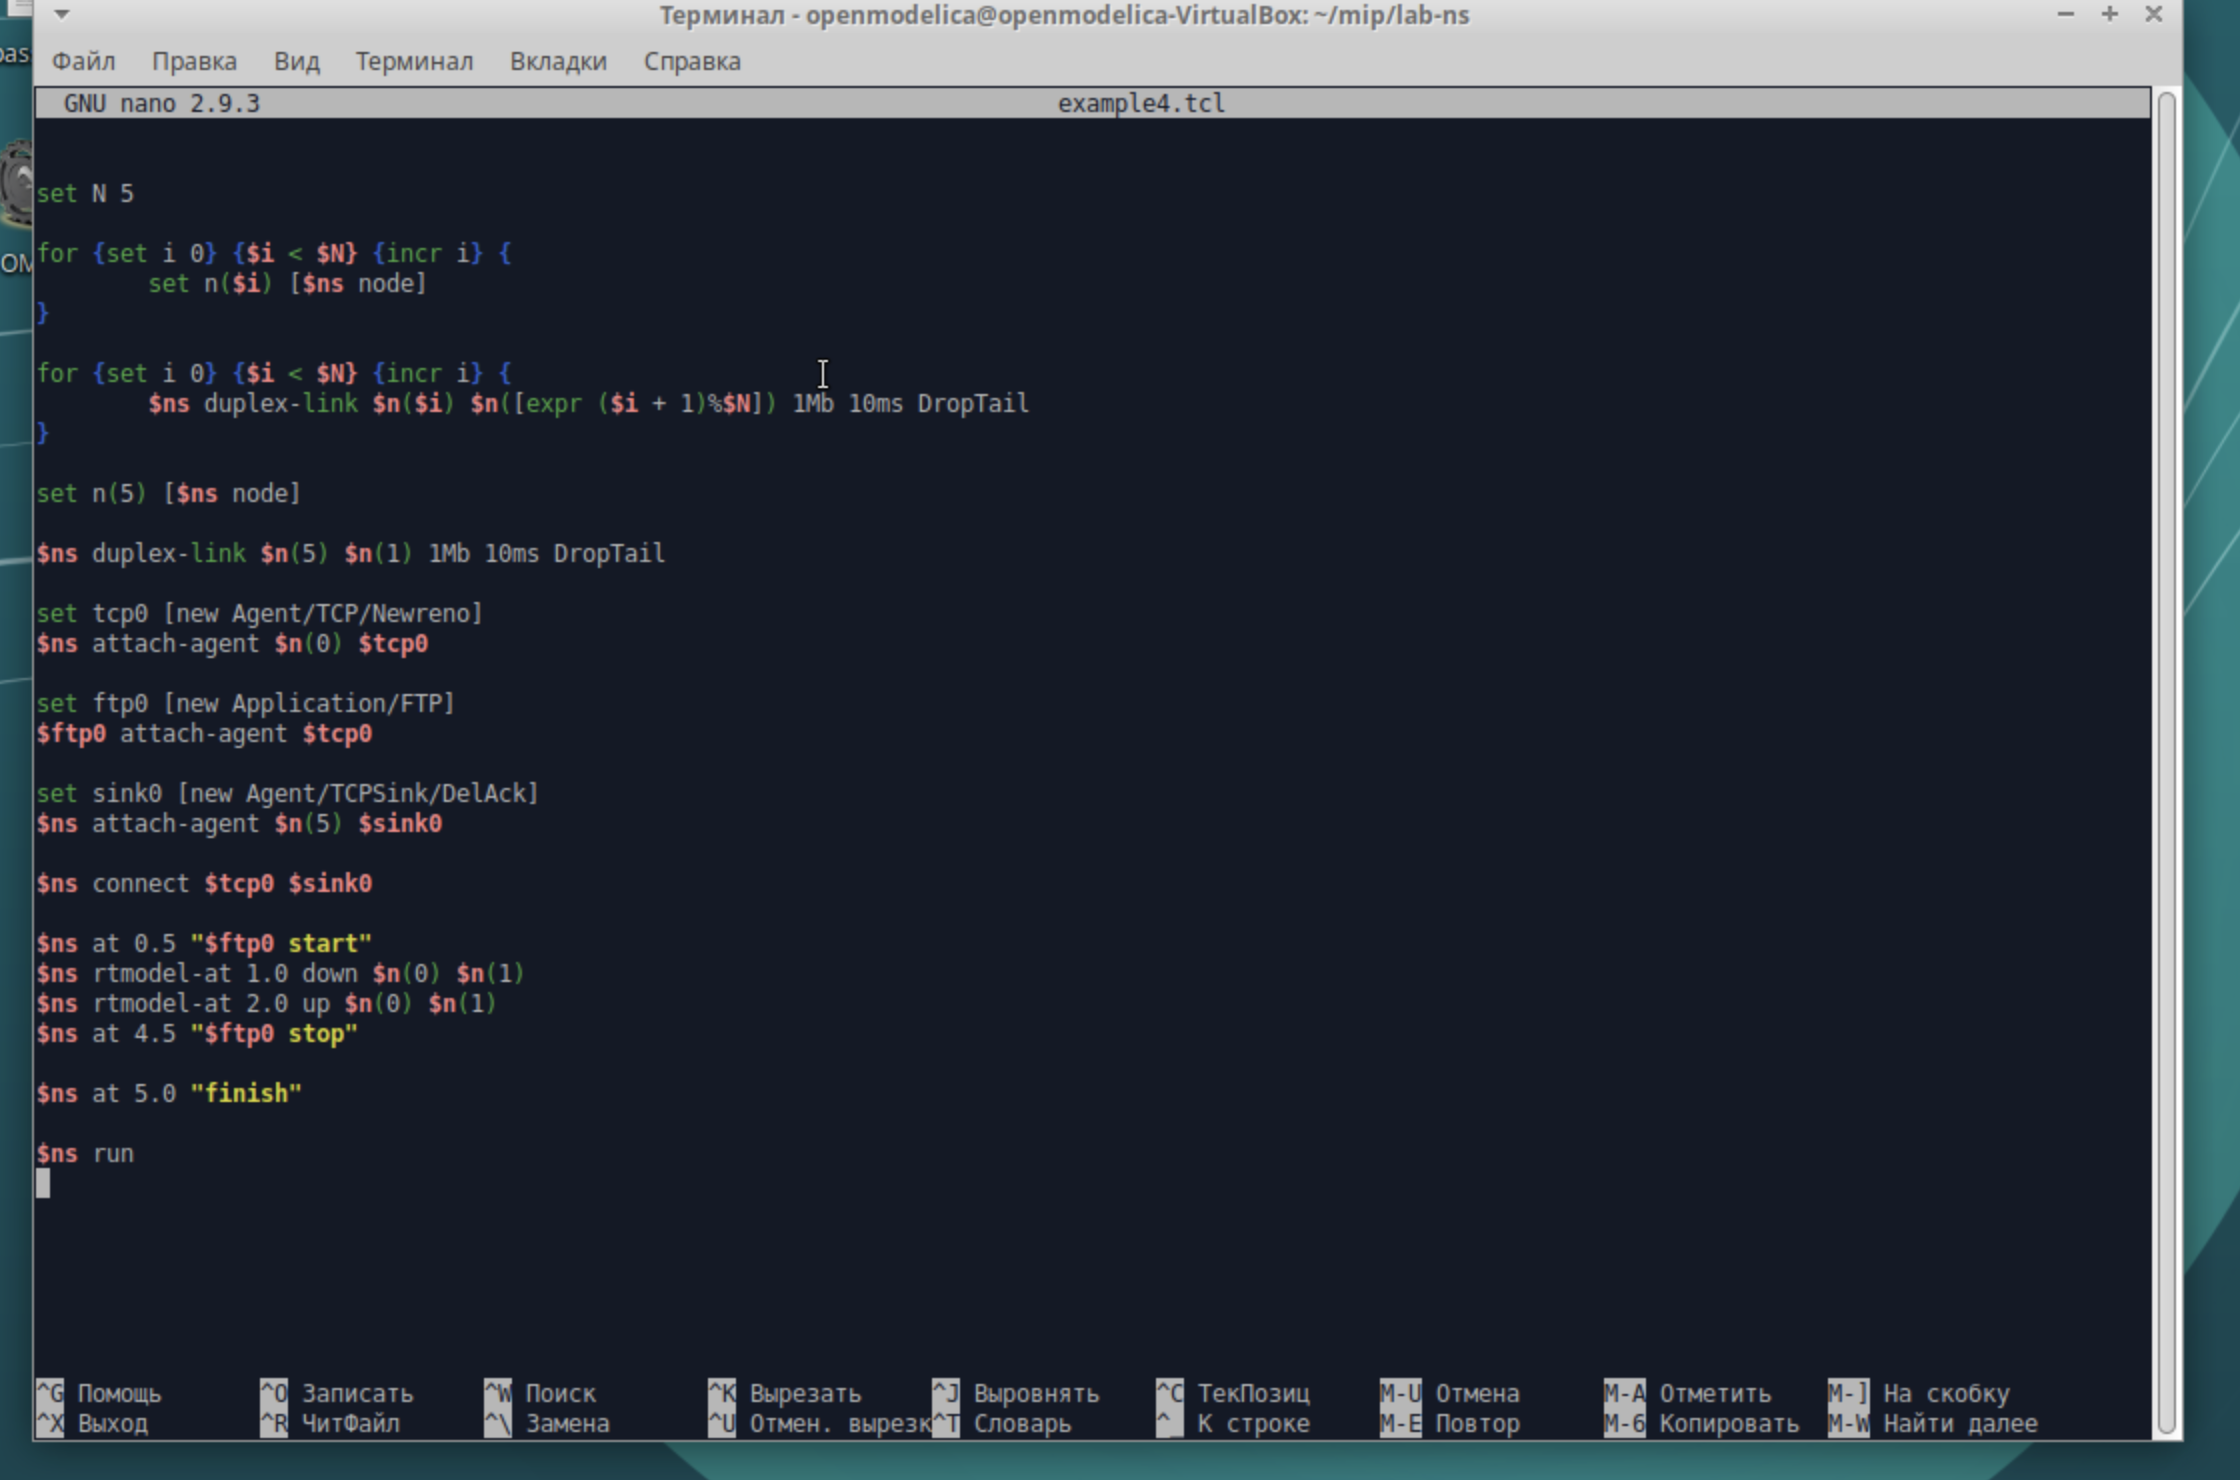 Терминал - openmodelica@openmodelica-VirtualBox: ~/mip/lab-ns
Файл Правка Вид Терминал Вкладки Справка
GNU nano 2.9.3 example4.tcl
set N 5
for {set i 0} {$i < $N} {incr i} {
set n($i) [$ns node]
}
for {set i 0} {$i < $N} {incr i} {
$ns duplex-link $n($i) $n([expr ($i + 1)%$N]) 1Mb 10ms DropTail
}
set n(5) [$ns node]
$ns duplex-link $n(5) $n(1) 1Mb 10ms DropTail
set tcp0 [new Agent/TCP/Newreno]
$ns attach-agent $n(0) $tcp0
set ftp0 [new Application/FTP]
$ftp0 attach-agent $tcp0
set sink0 [new Agent/TCPSink/DelAck]
$ns attach-agent $n(5) $sink0
$ns connect $tcp0 $sink0
$ns at 0.5 "$ftp0 start"
$ns rtmodel-at 1.0 down $n(0) $n(1)
$ns rtmodel-at 2.0 up $n(0) $n(1)
$ns at 4.5 "$ftp0 stop"
$ns at 5.0 "finish"
$ns run
^G Помощь ^O Записать ^W Поиск ^K Вырезать ^J Выровнять ^C ТекПозиц M-U Отмена M-A Отметить M-] На скобку
^X Выход ^R ЧитФайл ^\ Замена ^U Отмен. вырезк^T Словарь ^_ К строке M-E Повтор M-6 Копировать M-W Найти далее